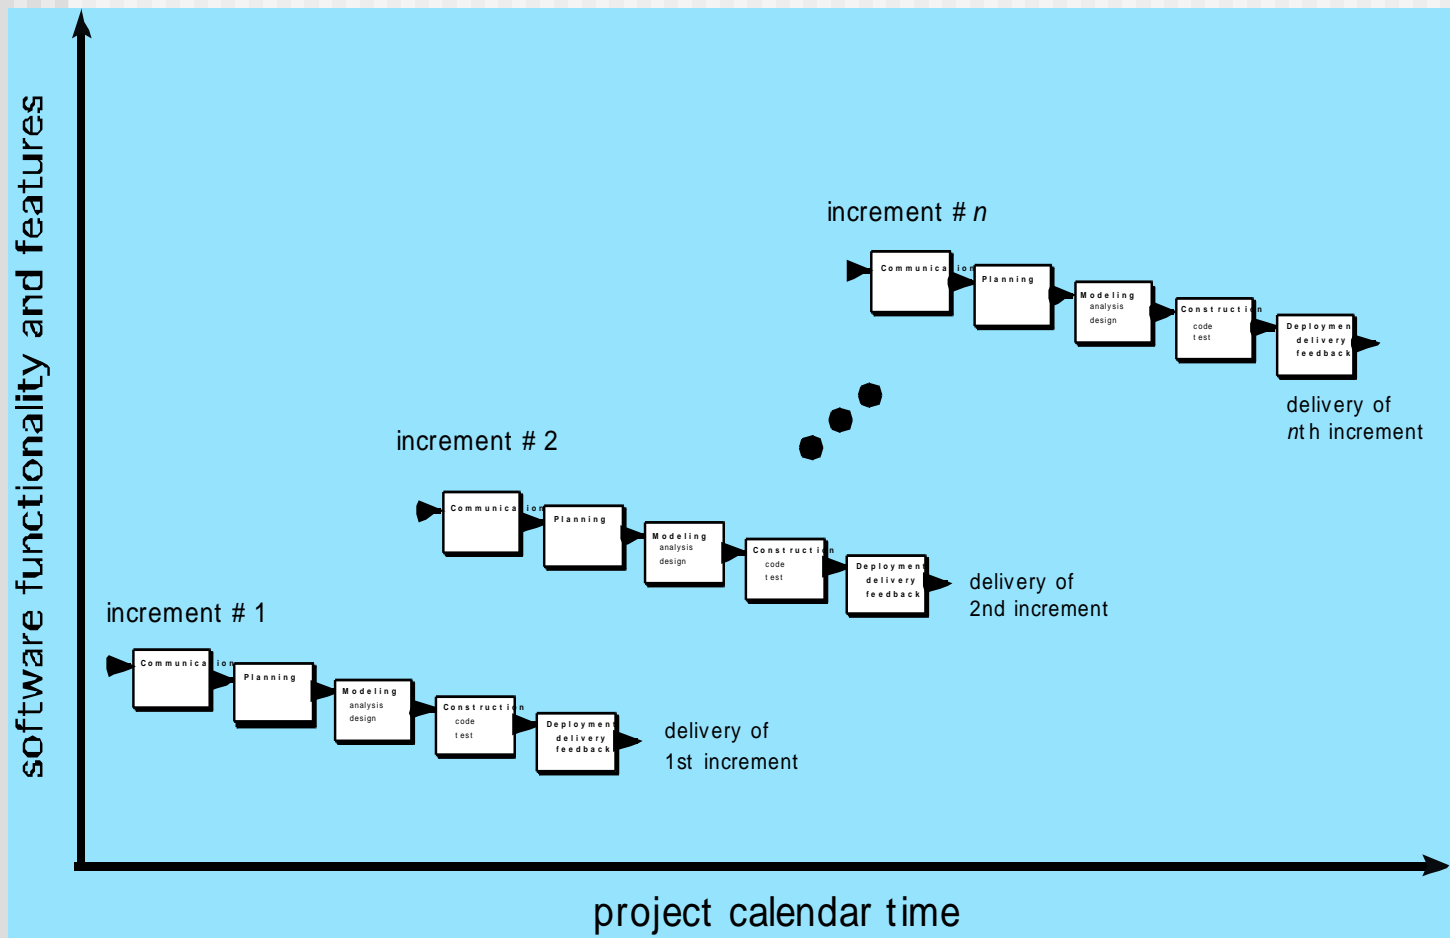 software functionality and features
increment # n
Communication
Planning
Modeling
analysis
design
Construction
code
test
Deployment
delivery
feedback
delivery of
nth increment
increment # 2
Communication
Planning
Modeling
analysis
design
Construction
code
test
Deployment
delivery
feedback
delivery of
2nd increment
increment # 1
Communication
Planning
Modeling
analysis
design
Construction
code
test
Deployment
delivery
feedback
delivery of
1st increment
project calendar time